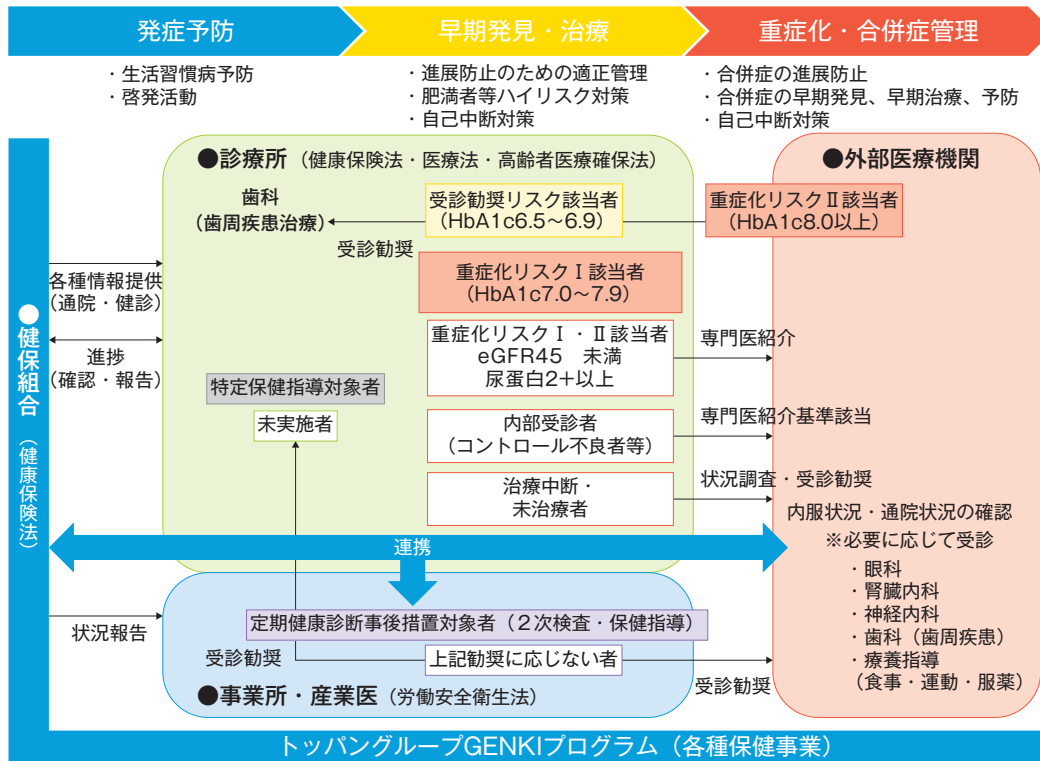 発症予防
早期発見・治療
重症化・合併症管理
・生活習慣病予防
・啓発活動
・進展防止のための適正管理
・肥満者等ハイリスク対策
・自己中断対策
・合併症の進展防止
・合併症の早期発見、早期治療、予防
・自己中断対策
●診療所（健康保険法・医療法・高齢者医療確保法）
●外部医療機関
歯科
（歯周疾患治療）
受診勧奨リスク該当者
（HbA1c6.5〜6.9）
重症化リスクⅡ該当者
（HbA1c8.0以上）
受診勧奨
重症化リスクⅠ該当者
（HbA1c7.0〜7.9）
各種情報提供
（通院・健診）
●健保組合（健康保険法）
進捗
（確認・報告）
重症化リスクⅠ・Ⅱ該当者
eGFR45　未満
尿蛋白2+以上
専門医紹介
特定保健指導対象者
未実施者
内部受診者
（コントロール不良者等）
専門医紹介基準該当
治療中断・
未治療者
状況調査・受診勧奨
内服状況・通院状況の確認
※必要に応じて受診
・眼科
・腎臓内科
・神経内科
・歯科（歯周疾患）
・療養指導
（食事・運動・服薬）
連携
定期健康診断事後措置対象者（２次検査・保健指導）
状況報告
受診勧奨
上記勧奨に応じない者
受診勧奨
●事業所・産業医（労働安全衛生法）
トッパングループGENKIプログラム（各種保健事業）